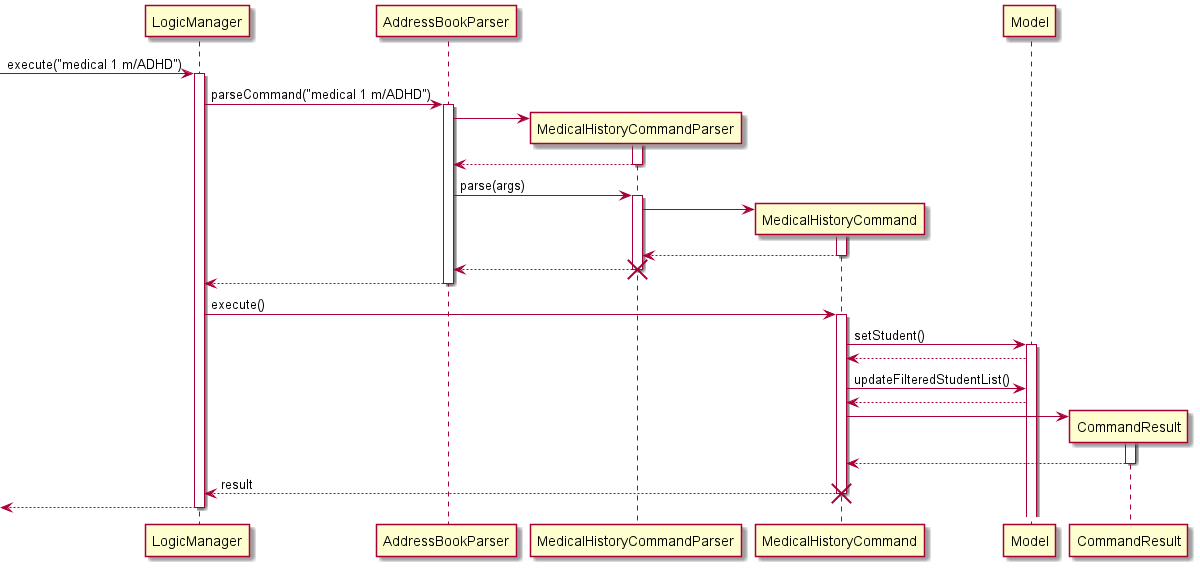 LogicManager
AddressBookParser
Model
execute("medical 1 m/ADHD")
parseCommand("medical 1 m/ADHD")
MedicalHistoryCommandParser
parse(args)
MedicalHistoryCommand
execute()
setStudent()
updateFilteredStudentList()
CommandResult
result
LogicManager
AddressBookParser
MedicalHistoryCommandParser
MedicalHistoryCommand
Model
CommandResult